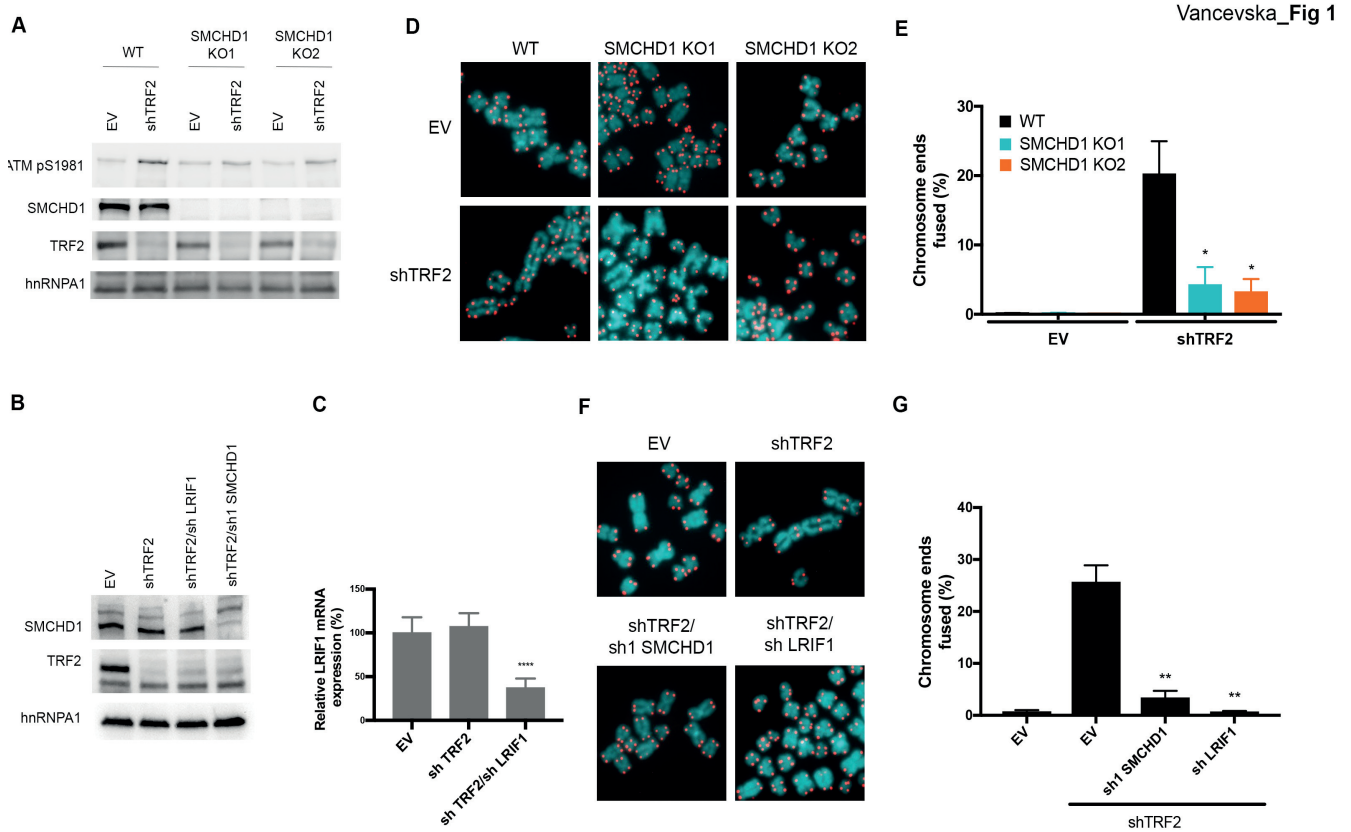 Vancevska_Fig 1
A
WT
SMCHD1
KO1
SMCHD1
KO2
EV
shTRF2
EV
shTRF2
EV
shTRF2
ATM pS1981
SMCHD1
TRF2
hnRNPA1
B
EV
shTRF2
shTRF2/sh LRIF1
shTRF2/sh1 SMCHD1
SMCHD1
TRF2
hnRNPA1
C
Relative LRIF1 mRNA
expression (%)
150
100
50
0
****
EV
sh TRF2
sh TRF2/sh LRIF1
D
WT
SMCHD1 KO1
SMCHD1 KO2
EV
shTRF2
E
Chromosome ends
fused (%)
30
20
10
0
WT
SMCHD1 KO1
SMCHD1 KO2
*
*
EV
shTRF2
F
EV
shTRF2
shTRF2/
sh1 SMCHD1
shTRF2/
sh LRIF1
G
Chromosome ends
fused (%)
40
30
20
10
0
**
**
EV
EV
sh1 SMCHD1
sh LRIF1
shTRF2